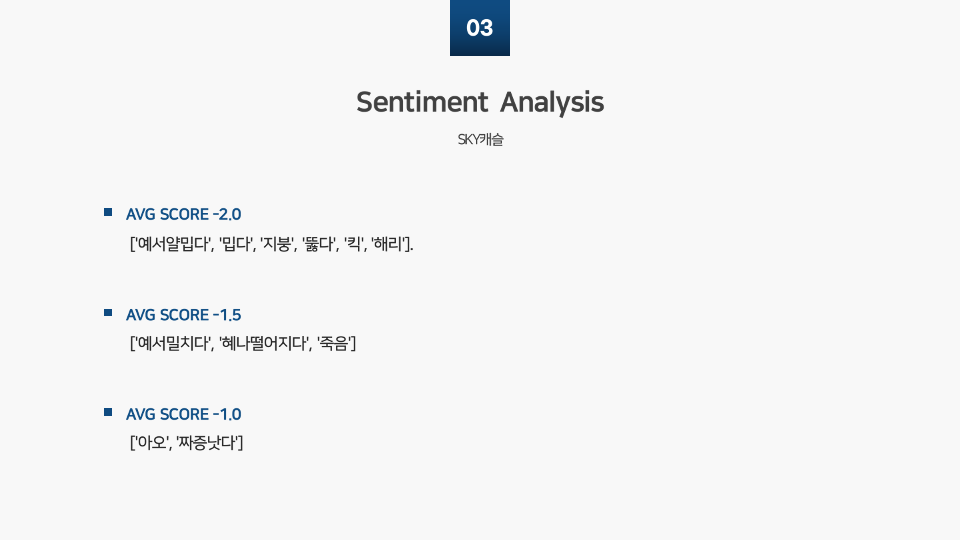 03
Sentiment Analysis
SKY캐슬
AVG SCORE -2.0
['예서얄밉다', '밉다', '지붕', '뚫다', '킥', '해리'].
AVG SCORE -1.5
['예서밀치다', '혜나떨어지다', '죽음']
AVG SCORE -1.0
['아오', '짜증낫다']